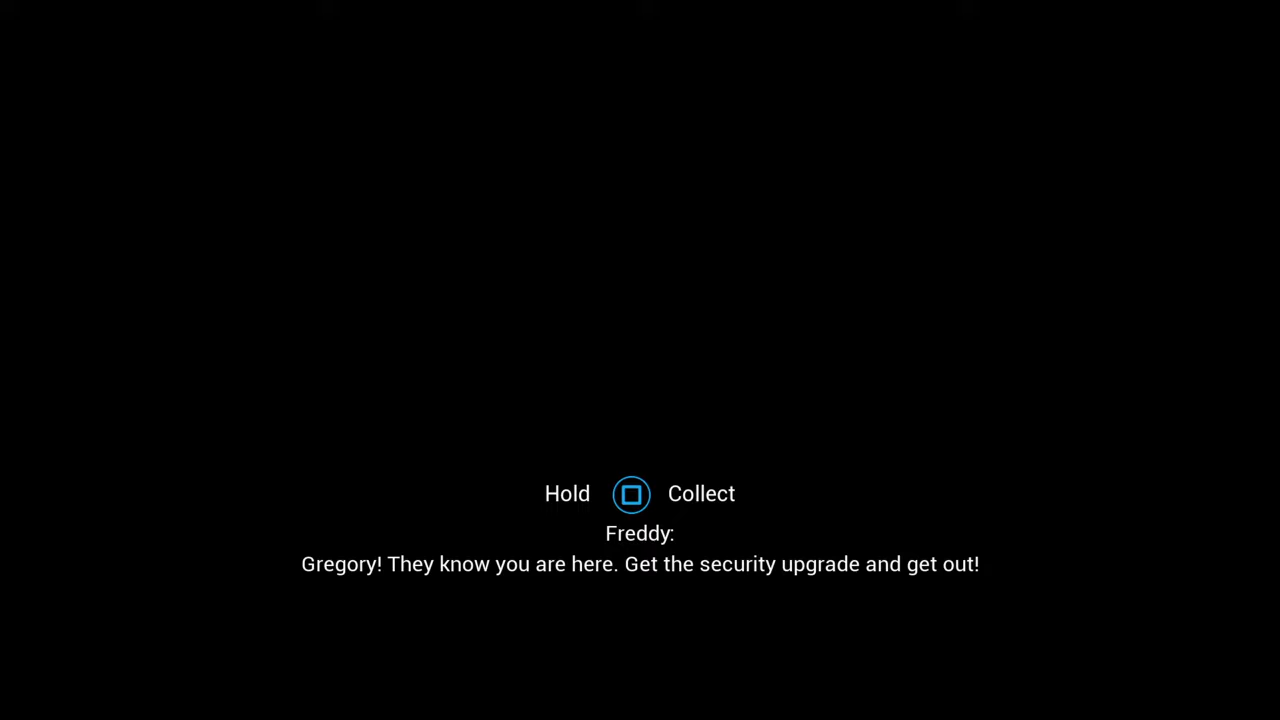 Hold Collect
Freddy:
Gregory! They know you are here. Get the security upgrade and get out!